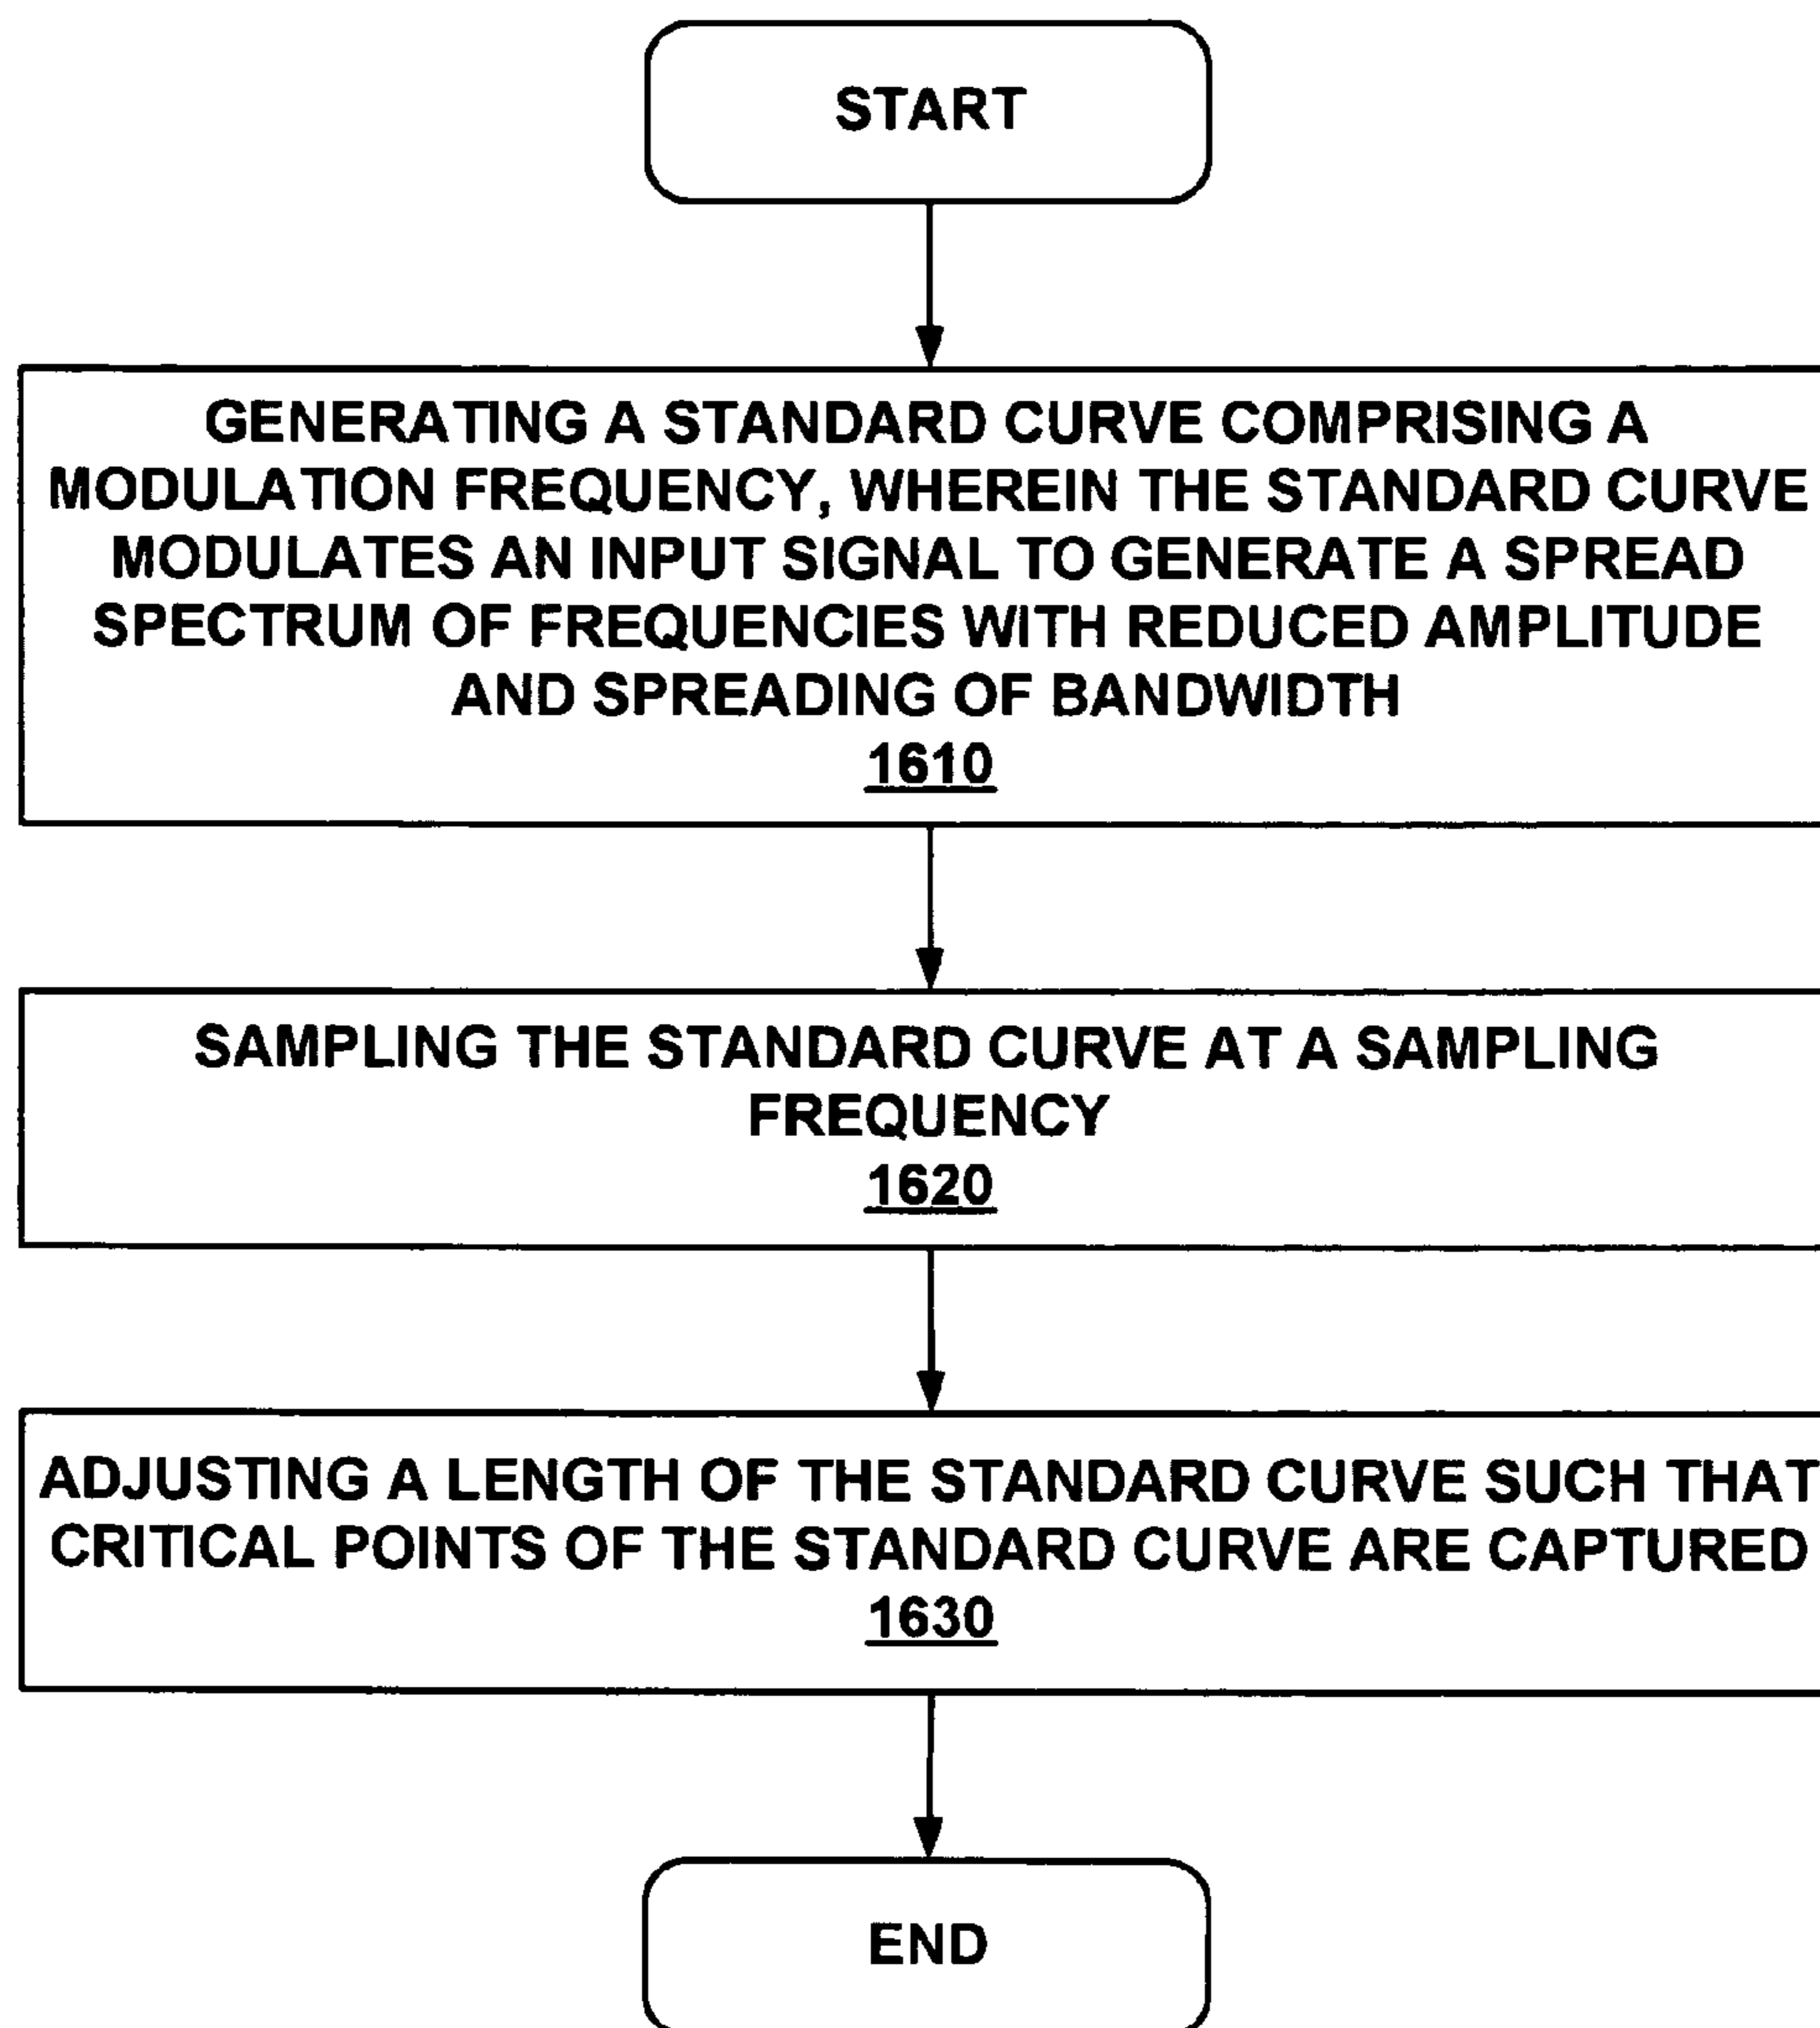 START
GENERATING A STANDARD CURVE COMPRISING A
MODULATION FREQUENCY, WHEREIN THE STANDARD CURVE
MODULATES AN INPUT SIGNAL TO GENERATE A SPREAD
SPECTRUM OF FREQUENCIES WITH REDUCED AMPLITUDE
AND SPREADING OF BANDWIDTH
1610
SAMPLING THE STANDARD CURVE AT A SAMPLING
FREQUENCY
1620
ADJUSTING A LENGTH OF THE STANDARD CURVE SUCH THAT
CRITICAL POINTS OF THE STANDARD CURVE ARE CAPTURED
1630
END